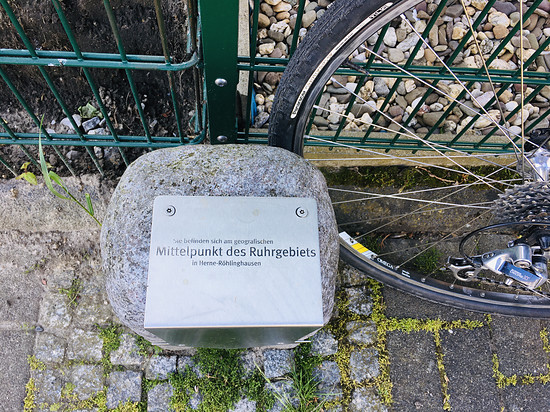 Sie befinden sich am geografischen
Mittelpunkt des Ruhrgebiets
in Herne-Röhlinghausen